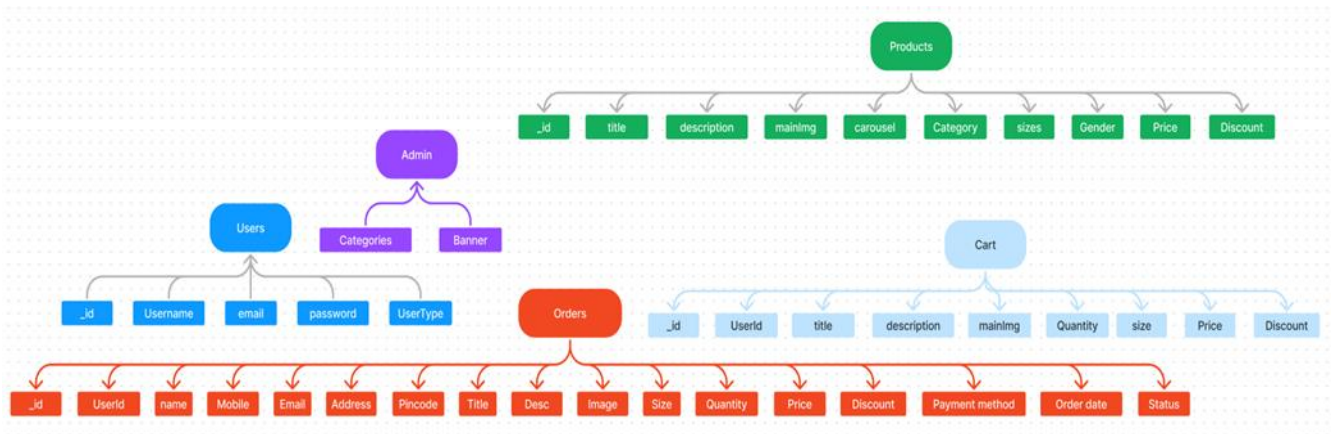 Products
_id title description mainImg carousel Category sizes Gender Price Discount
Admin
Categories Banner
Users
_id Username email password UserType
Cart
_id UserId title description mainImg Quantity size Price Discount
Orders
_id UserId name Mobile Email Address Pincode Title Desc Image Size Quantity Price Discount Payment method Order date Status